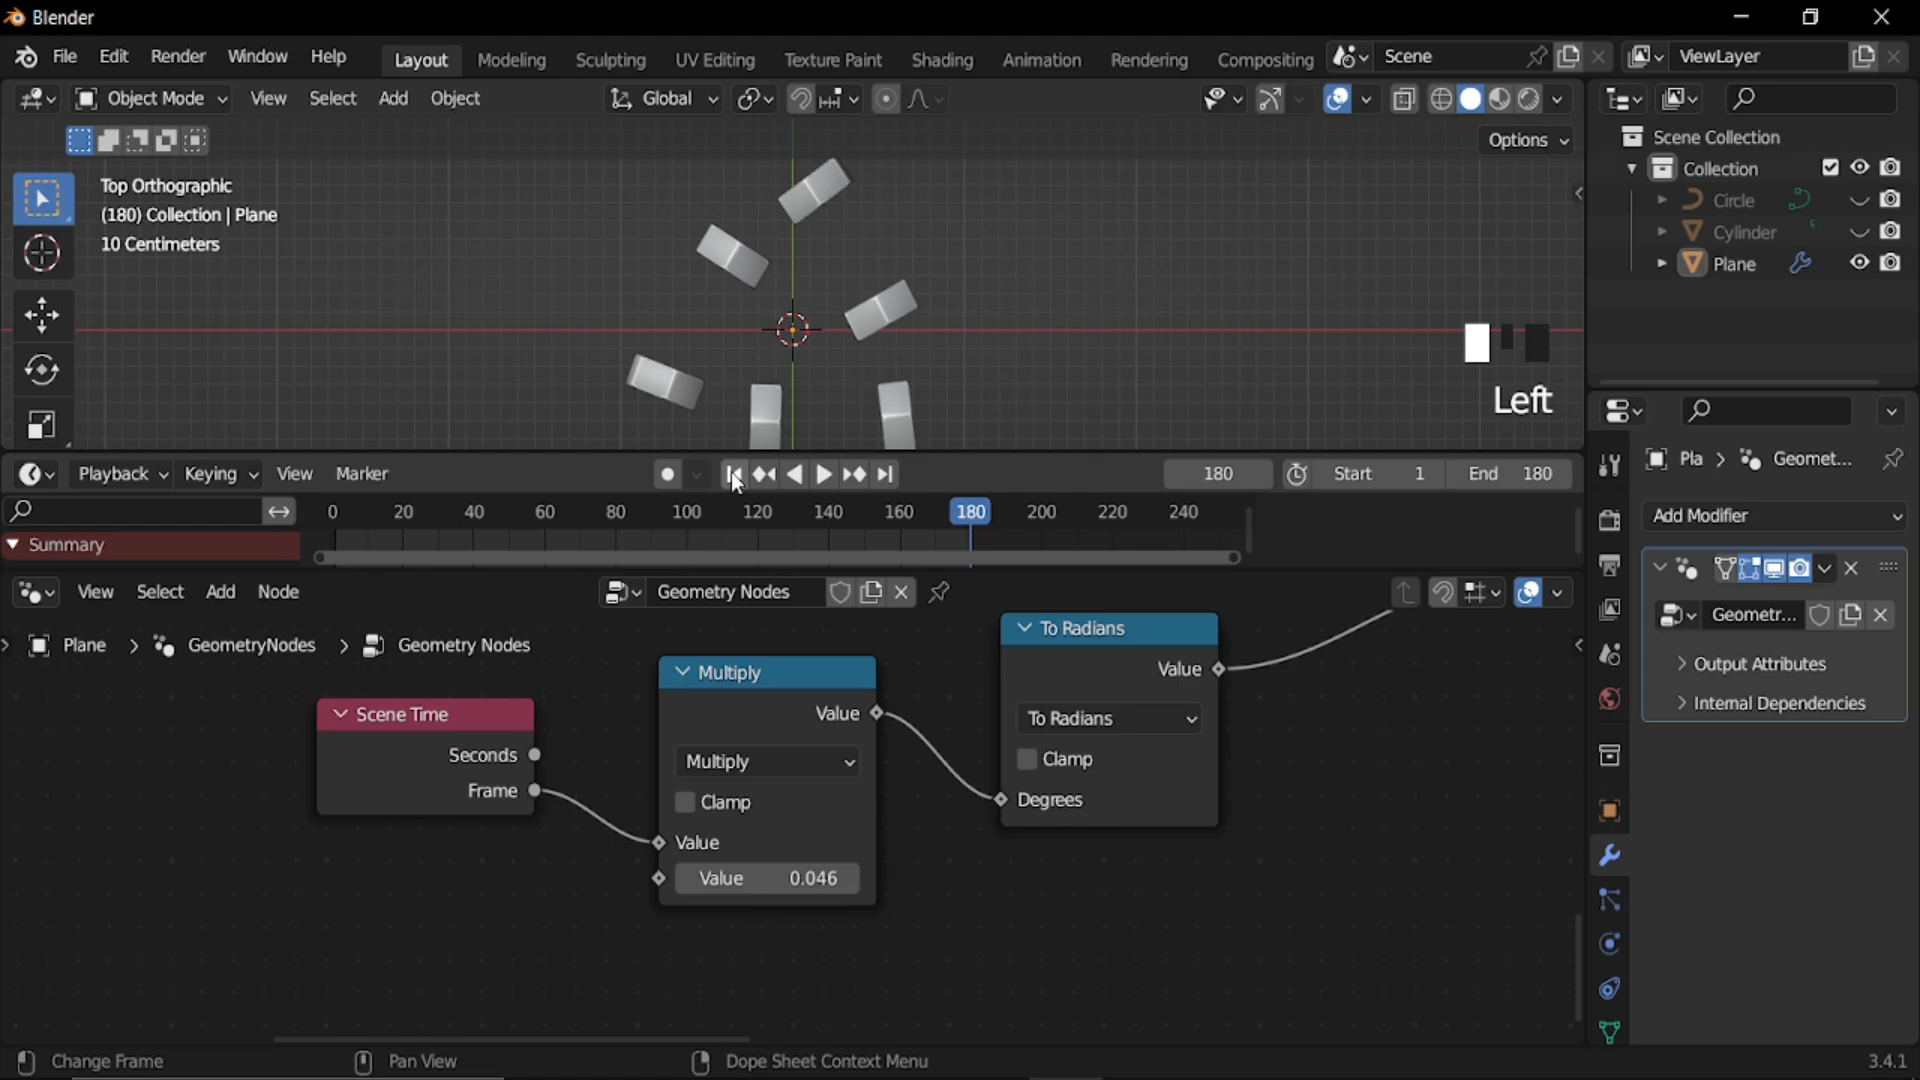 Blender
File Edit Render Window Help Layout Modeling Sculpting UV Editing Texture Paint Shading Animation Rendering Compositing Scene ViewLayer
Object Mode View Select Add Object Global
Options
Top Orthographic
(180) Collection | Plane
10 Centimeters
Left
Scene Collection
Collection
Circle
Cylinder
Plane
Playback Keying View Marker 180 Start 1 End 180
0 20 40 60 80 100 120 140 160 180 200 220 240
Summary
View Select Add Node Geometry Nodes
Plane > GeometryNodes > Geometry Nodes
Scene Time
Seconds
Frame
Multiply
Value
Multiply
Clamp
Value
Value 0.046
To Radians
Value
To Radians
Clamp
Degrees
Pla > Geomet...
Add Modifier
Geometr...
Output Attributes
Internal Dependencies
Change Frame Pan View Dope Sheet Context Menu 3.4.1